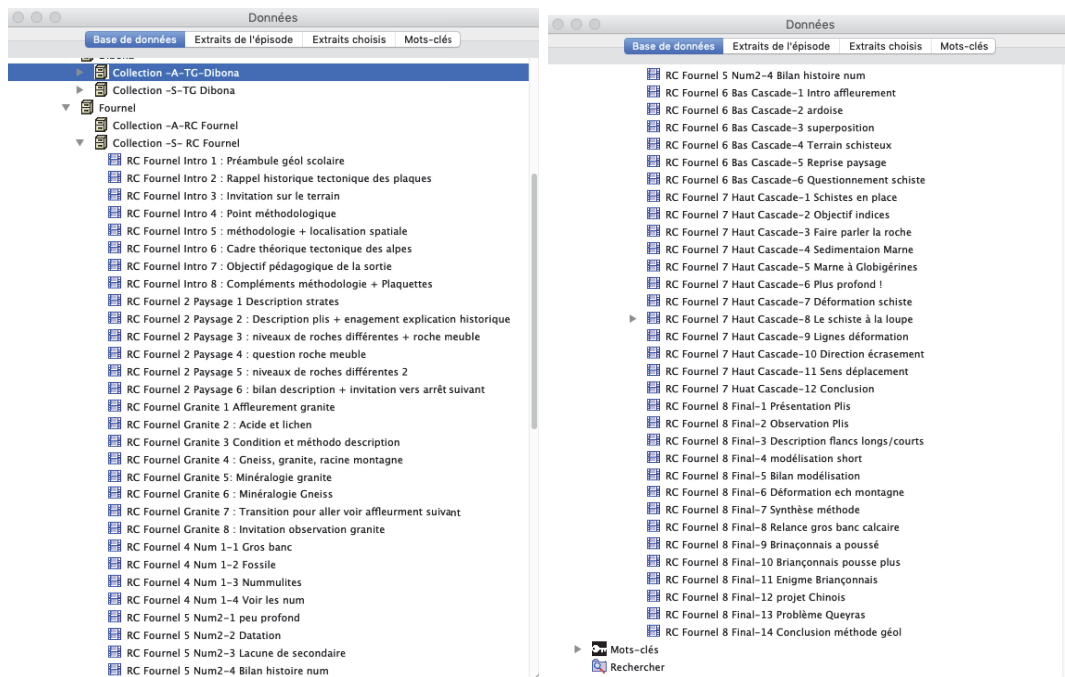 Données
Base de données Extraits de l'épisode Extraits choisis Mots-clés
Collection -A-TG-Dibona
Collection -S-TG Dibona
Fournel
Collection -A-RC Fournel
Collection -S- RC Fournel
RC Fournel Intro 1 : Préambule géol scolaire
RC Fournel Intro 2 : Rappel historique tectonique des plaques
RC Fournel Intro 3 : Invitation sur le terrain
RC Fournel Intro 4 : Point méthodologique
RC Fournel Intro 5 : méthodologie + localisation spatiale
RC Fournel Intro 6 : Cadre théorique tectonique des alpes
RC Fournel Intro 7 : Objectif pédagogique de la sortie
RC Fournel Intro 8 : Compléments méthodologie + Plaquettes
RC Fournel 2 Paysage 1 Description strates
RC Fournel 2 Paysage 2 : Description plis + enagement explication historique
RC Fournel 2 Paysage 3 : niveaux de roches différentes + roche meuble
RC Fournel 2 Paysage 4 : question roche meuble
RC Fournel 2 Paysage 5 : niveaux de roches différentes 2
RC Fournel 2 Paysage 6 : bilan description + invitation vers arrêt suivant
RC Fournel Granite 1 Affleurement granite
RC Fournel Granite 2 : Acide et lichen
RC Fournel Granite 3 Condition et méthodo description
RC Fournel Granite 4 : Gneiss, granite, racine montagne
RC Fournel Granite 5: Minéralogie granite
RC Fournel Granite 6 : Minéralogie Gneiss
RC Fournel Granite 7 : Transition pour aller voir affleurment suivant
RC Fournel Granite 8 : Invitation observation granite
RC Fournel 4 Num 1-1 Gros banc
RC Fournel 4 Num 1-2 Fossile
RC Fournel 4 Num 1-3 Nummulites
RC Fournel 4 Num 1-4 Voir les num
RC Fournel 5 Num2-1 peu profond
RC Fournel 5 Num2-2 Datation
RC Fournel 5 Num2-3 Lacune de secondaire
RC Fournel 5 Num2-4 Bilan histoire num
Données
Base de données Extraits de l'épisode Extraits choisis Mots-clés
RC Fournel 5 Num2-4 Bilan histoire num
RC Fournel 6 Bas Cascade-1 Intro affleurement
RC Fournel 6 Bas Cascade-2 ardoise
RC Fournel 6 Bas Cascade-3 superposition
RC Fournel 6 Bas Cascade-4 Terrain schisteux
RC Fournel 6 Bas Cascade-5 Reprise paysage
RC Fournel 6 Bas Cascade-6 Questionnement schiste
RC Fournel 7 Haut Cascade-1 Schistes en place
RC Fournel 7 Haut Cascade-2 Objectif indices
RC Fournel 7 Haut Cascade-3 Faire parler la roche
RC Fournel 7 Haut Cascade-4 Sedimentaion Marne
RC Fournel 7 Haut Cascade-5 Marne à Globigérines
RC Fournel 7 Haut Cascade-6 Plus profond !
RC Fournel 7 Haut Cascade-7 Déformation schiste
RC Fournel 7 Haut Cascade-8 Le schiste à la loupe
RC Fournel 7 Haut Cascade-9 Lignes déformation
RC Fournel 7 Haut Cascade-10 Direction écrasement
RC Fournel 7 Haut Cascade-11 Sens déplacement
RC Fournel 7 Huat Cascade-12 Conclusion
RC Fournel 8 Final-1 Présentation Plis
RC Fournel 8 Final-2 Observation Plis
RC Fournel 8 Final-3 Description flancs longs/courts
RC Fournel 8 Final-4 modélisation short
RC Fournel 8 Final-5 Bilan modélisation
RC Fournel 8 Final-6 Déformation ech montagne
RC Fournel 8 Final-7 Synthèse méthode
RC Fournel 8 Final-8 Relance gros banc calcaire
RC Fournel 8 Final-9 Brinaçonnais a poussé
RC Fournel 8 Final-10 Briançonnais pousse plus
RC Fournel 8 Final-11 Enigme Briançonnais
RC Fournel 8 Final-12 projet Chinois
RC Fournel 8 Final-13 Problème Queyras
RC Fournel 8 Final-14 Conclusion méthode géol
Mots-clés
Rechercher